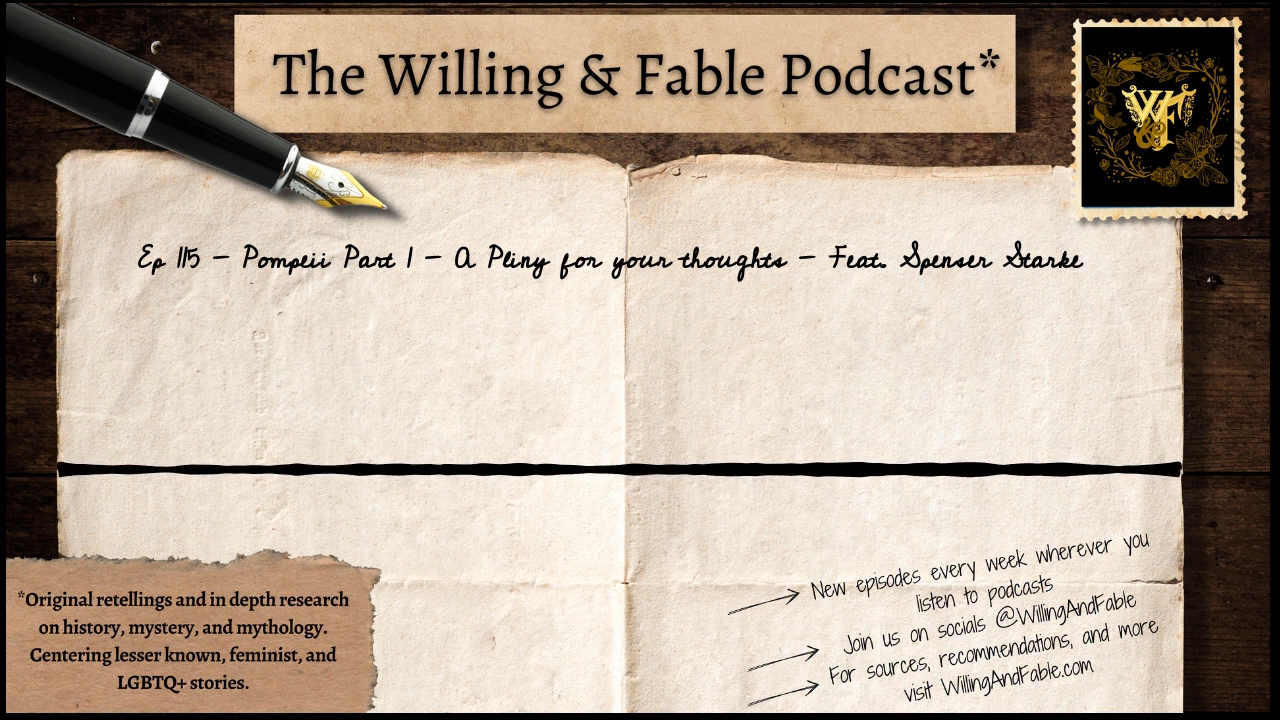 The Willing & Fable Podcast*
W&F
Ep 115 - Pompeii Part 1 - A Pliny for your thoughts - Feat. Spenser Starke
New episodes every week wherever you
listen to podcasts
Join us on socials @WillingAndFable
For sources, recommendations, and more
visit WillingAndFable.com
*Original retellings and in depth research
on history, mystery, and mythology.
Centering lesser known, feminist, and
LGBTQ+ stories.